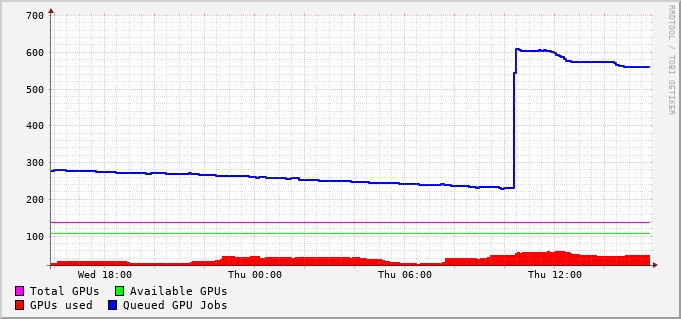 700
600
500
400
300
200
100
Wed 18:00 Thu 00:00 Thu 06:00 Thu 12:00
Total GPUs Available GPUs
GPUs used Queued GPU Jobs
RRDTOOL / TOBI OETIKER